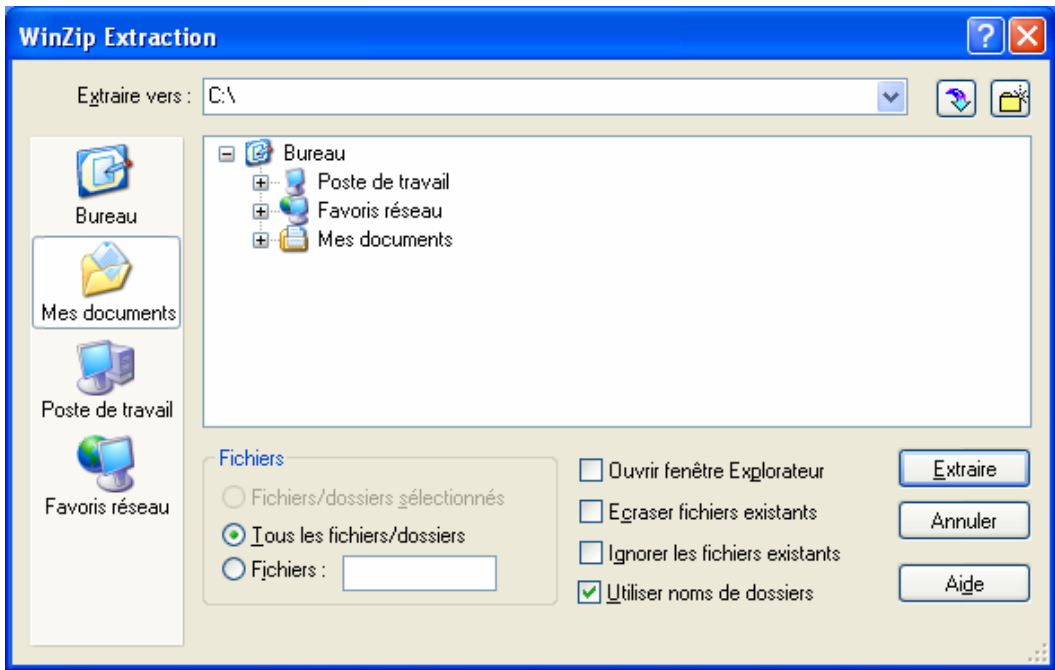 WinZip Extraction
Extraire vers :
C:\
Bureau
Mes documents
Poste de travail
Favoris réseau
Bureau
Poste de travail
Favoris réseau
Mes documents
Fichiers
Fichiers/dossiers sélectionnés
Tous les fichiers/dossiers
Fichiers :
Ouvrir fenêtre Explorateur
Ecraser fichiers existants
Ignorer les fichiers existants
Utiliser noms de dossiers
Extraire
Annuler
Aide